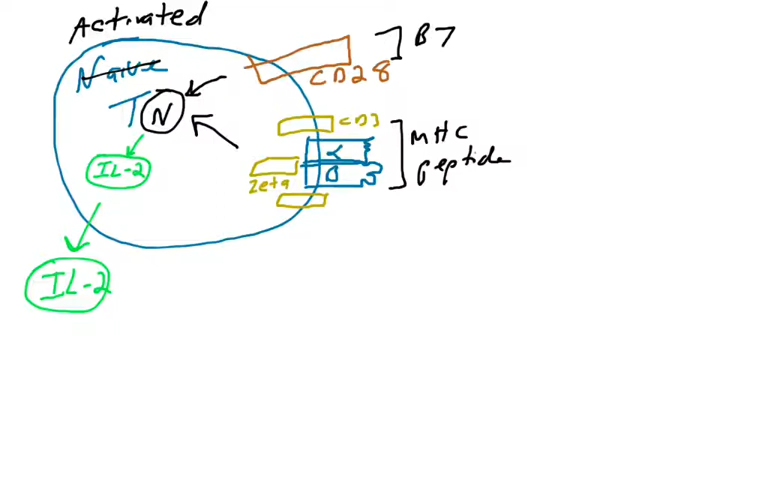 Activated
Naive
T N
IL-2
IL-2
CD28
B7
CD3
α
β
Zeta
MHC
Peptide